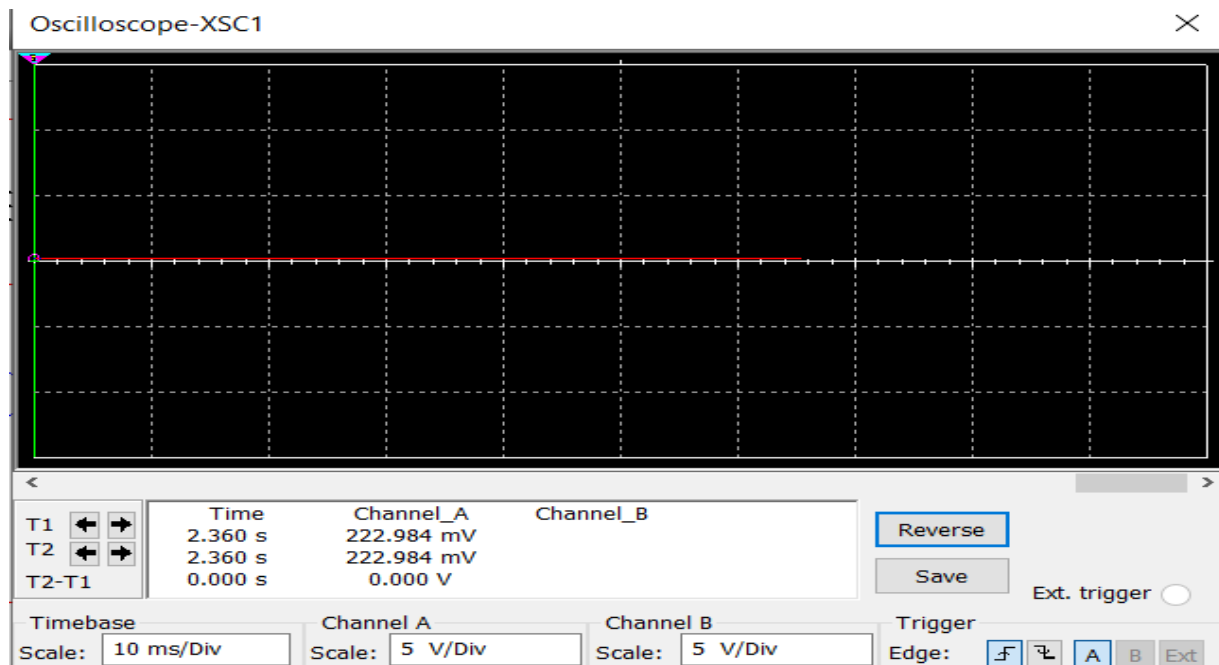 Oscilloscope-XSC1
Time Channel_A Channel_B
T1 2.360 s 222.984 mV
T2 2.360 s 222.984 mV
T2-T1 0.000 s 0.000 V
Reverse
Save
Ext. trigger
Timebase
Scale: 10 ms/Div
Channel A
Scale: 5 V/Div
Channel B
Scale: 5 V/Div
Trigger
Edge: A B Ext